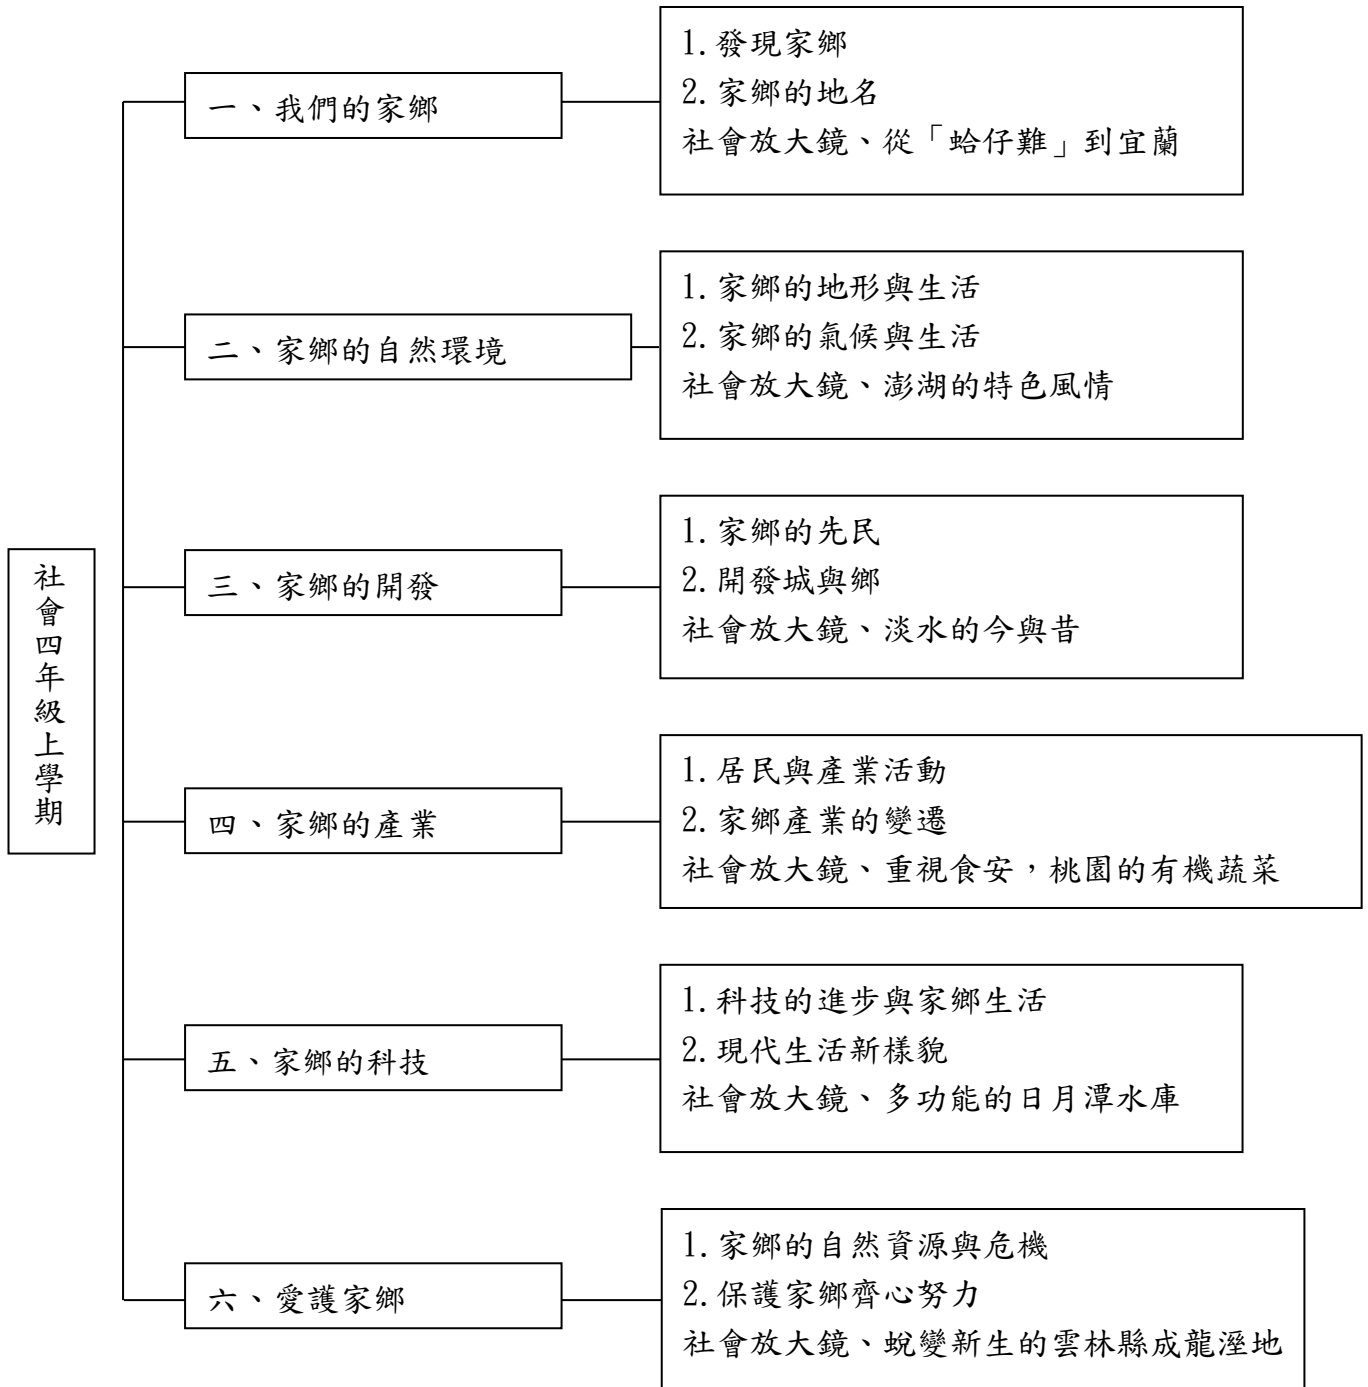 社會四年級上學期
一、我們的家鄉
1.發現家鄉
2.家鄉的地名
社會放大鏡、從「蛤仔難」到宜蘭
二、家鄉的自然環境
1.家鄉的地形與生活
2.家鄉的氣候與生活
社會放大鏡、澎湖的特色風情
三、家鄉的開發
1.家鄉的先民
2.開發城與鄉
社會放大鏡、淡水的今與昔
四、家鄉的產業
1.居民與產業活動
2.家鄉產業的變遷
社會放大鏡、重視食安，桃園的有機蔬菜
五、家鄉的科技
1.科技的進步與家鄉生活
2.現代生活新樣貌
社會放大鏡、多功能的日月潭水庫
六、愛護家鄉
1.家鄉的自然資源與危機
2.保護家鄉齊心努力
社會放大鏡、蛻變新生的雲林縣成龍溼地